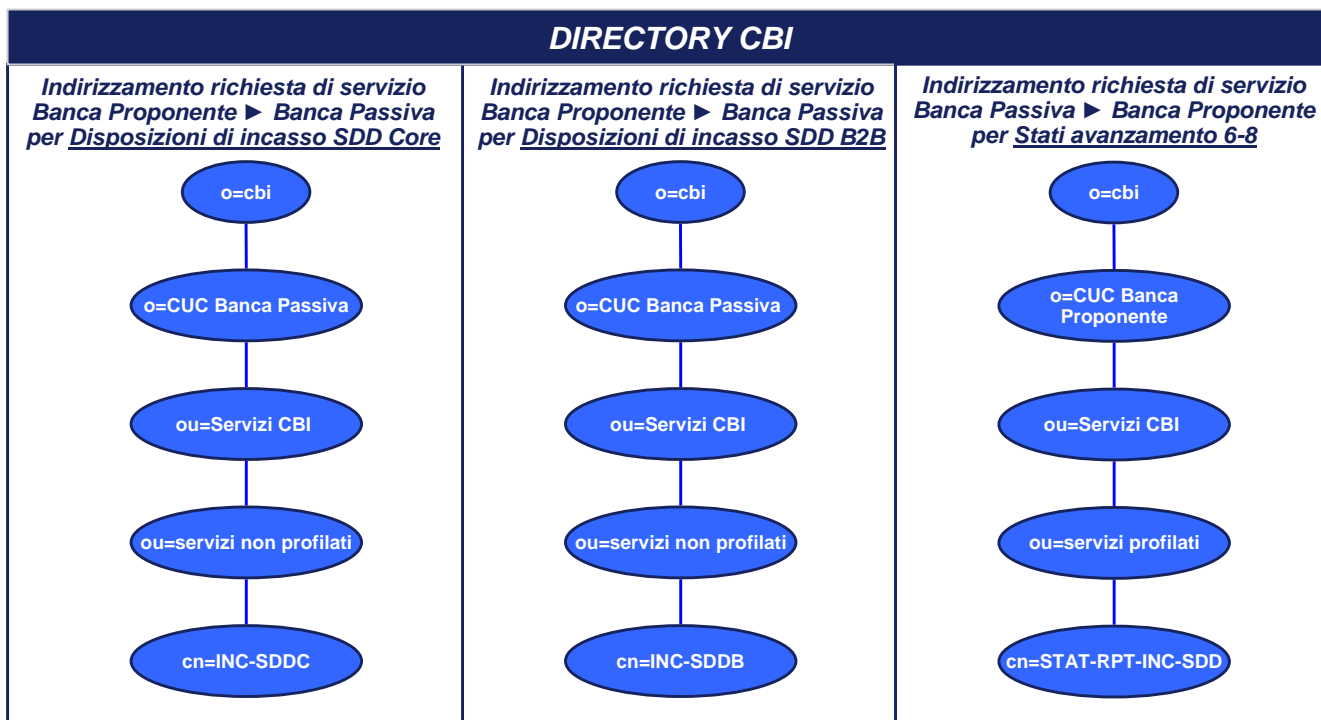 DIRECTORY CBI
Indirizzamento richiesta di servizio
Banca Proponente ► Banca Passiva
per Disposizioni di incasso SDD Core
o=cbi
o=CUC Banca Passiva
ou=Servizi CBI
ou=servizi non profilati
cn=INC-SDDC
Indirizzamento richiesta di servizio
Banca Proponente ► Banca Passiva
per Disposizioni di incasso SDD B2B
o=cbi
o=CUC Banca Passiva
ou=Servizi CBI
ou=servizi non profilati
cn=INC-SDDB
Indirizzamento richiesta di servizio
Banca Passiva ► Banca Proponente
per Stati avanzamento 6-8
o=cbi
o=CUC Banca
Proponente
ou=Servizi CBI
ou=servizi profilati
cn=STAT-RPT-INC-SDD